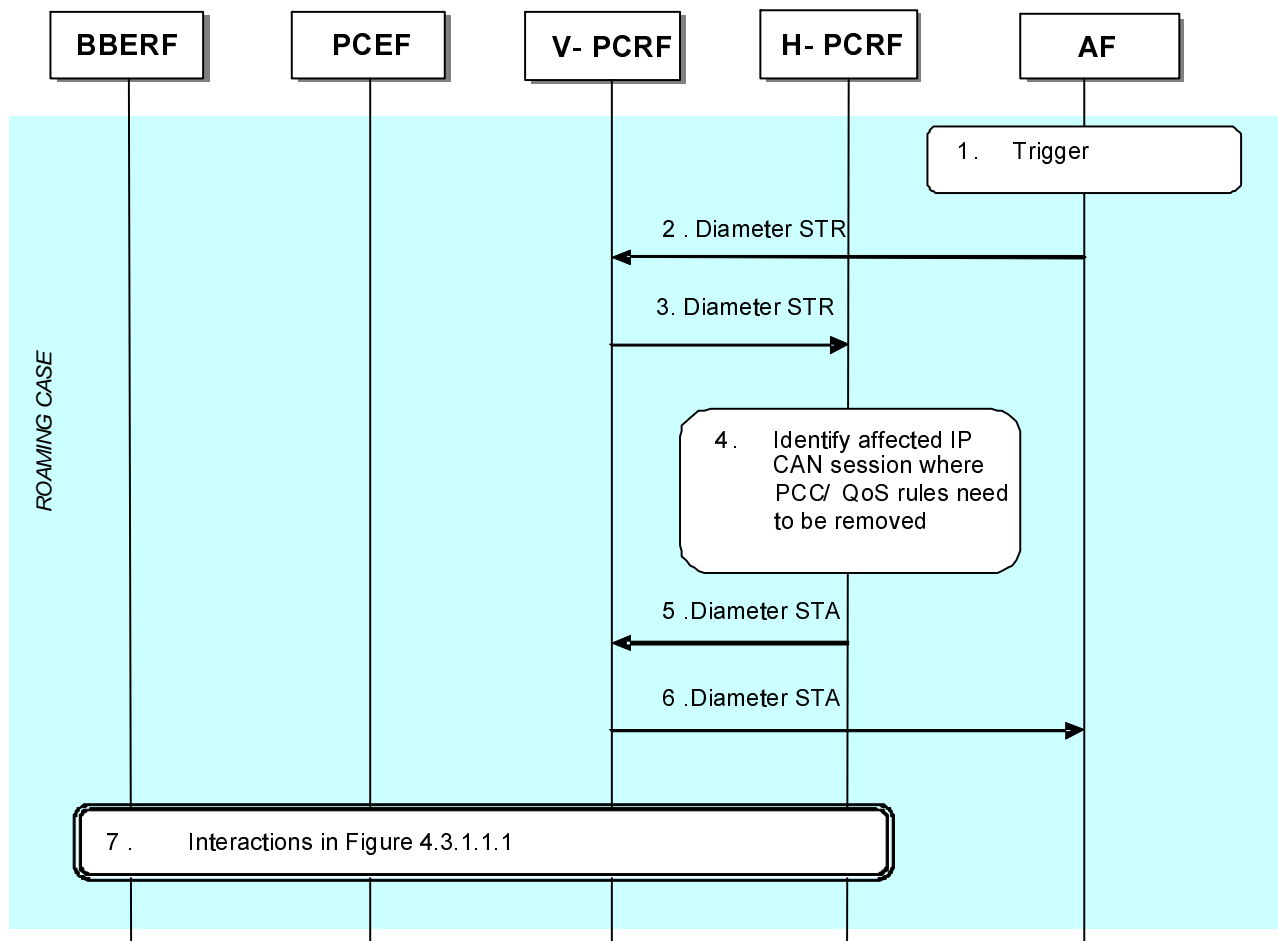 BBERF
PCEF
V- PCRF
H- PCRF
AF
1. Trigger
2 . Diameter STR
3. Diameter STR
ROAMING CASE
4. Identify affected IP
CAN session where
PCC/ QoS rules need
to be removed
5 .Diameter STA
6 .Diameter STA
7 . Interactions in Figure 4.3.1.1.1